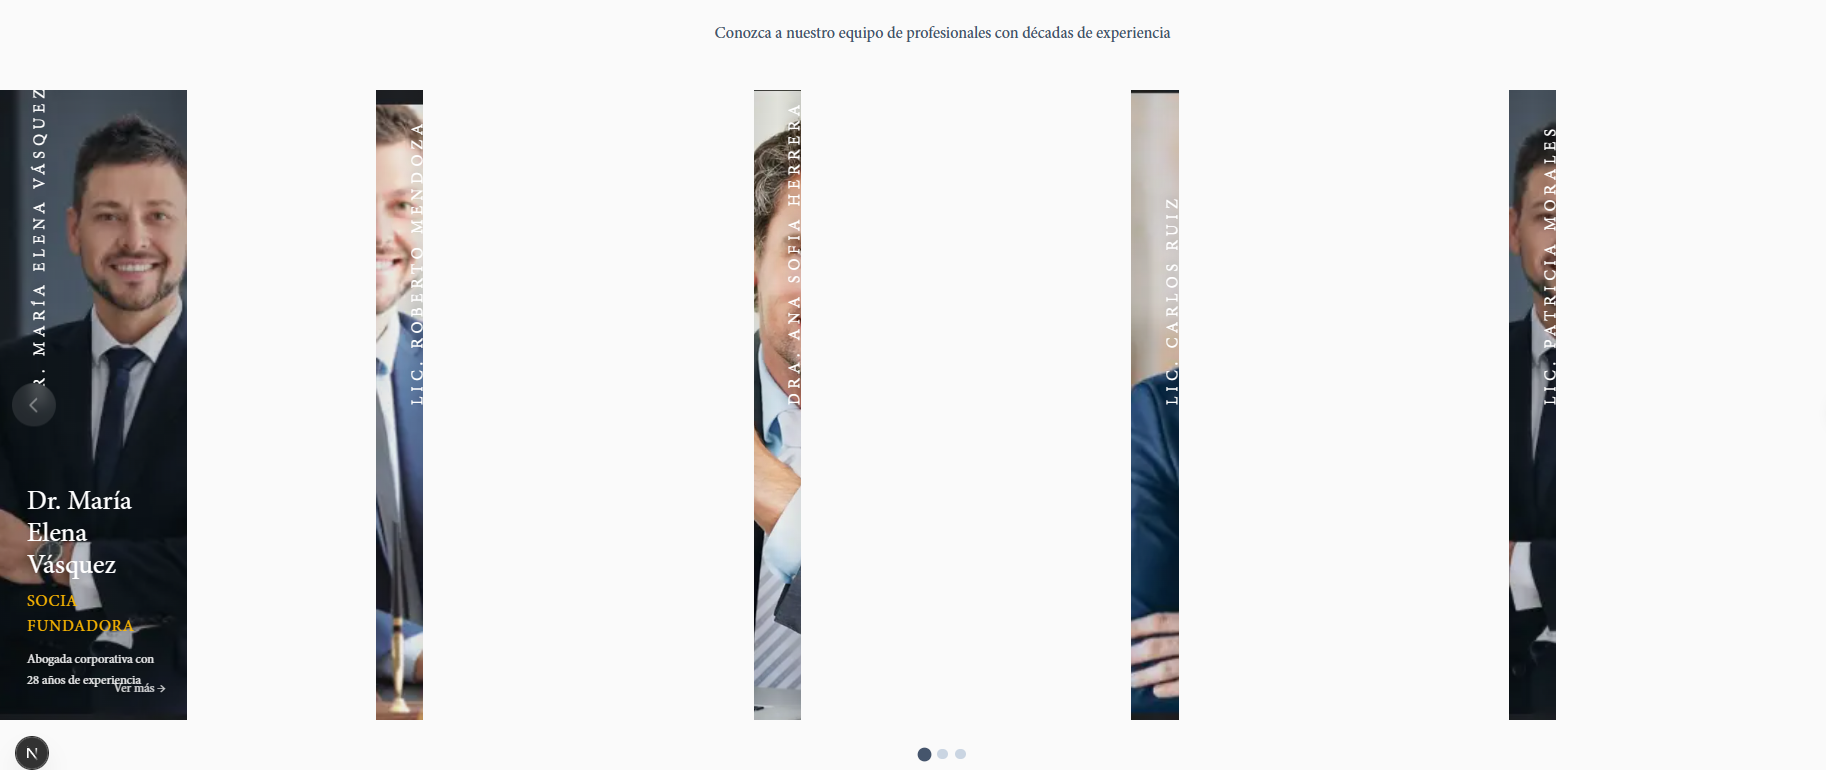 Conozca a nuestro equipo de profesionales con décadas de experiencia
R. MARÍA ELENA VÁSQUEZ
LIC. ROBERTO MENDOZA
DRA. ANA SOFÍA HERRERA
LIC. CARLOS RUIZ
LIC. PATRICIA MORALES
Dr. María
Elena
Vásquez
SOCIA
FUNDADORA
Abogada corporativa con
28 años de experiencia
Ver más →
N